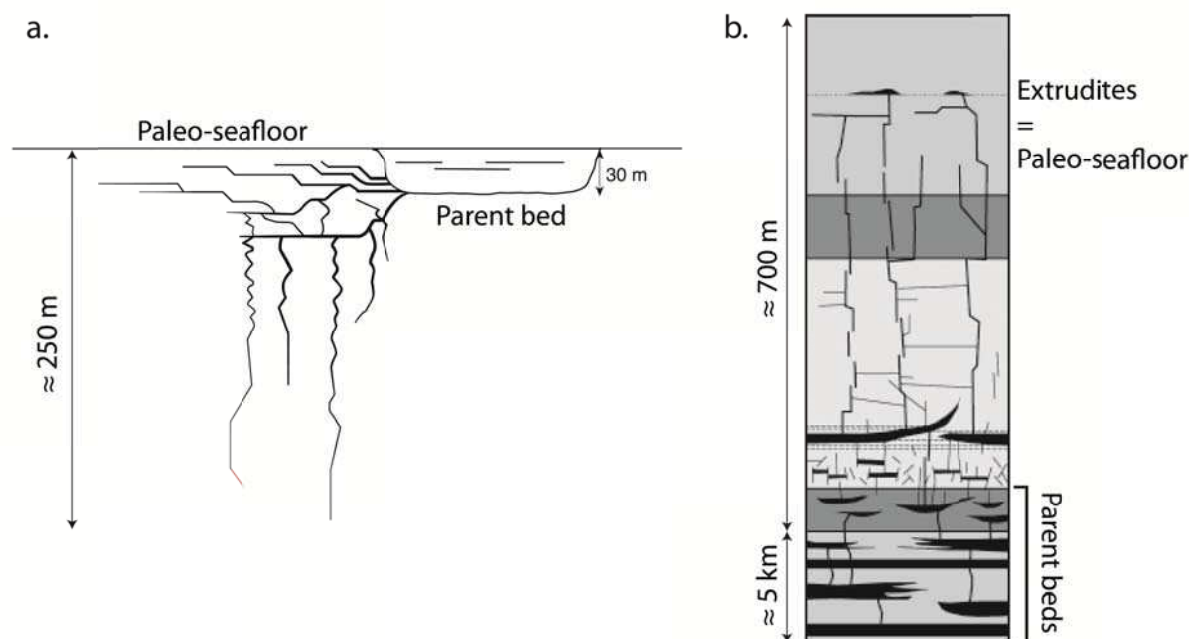 a.
Paleo-seafloor
30 m
Parent bed
≈ 250 m
b.
Extrudites
=
Paleo-seafloor
≈ 700 m
≈ 5 km
Parent beds